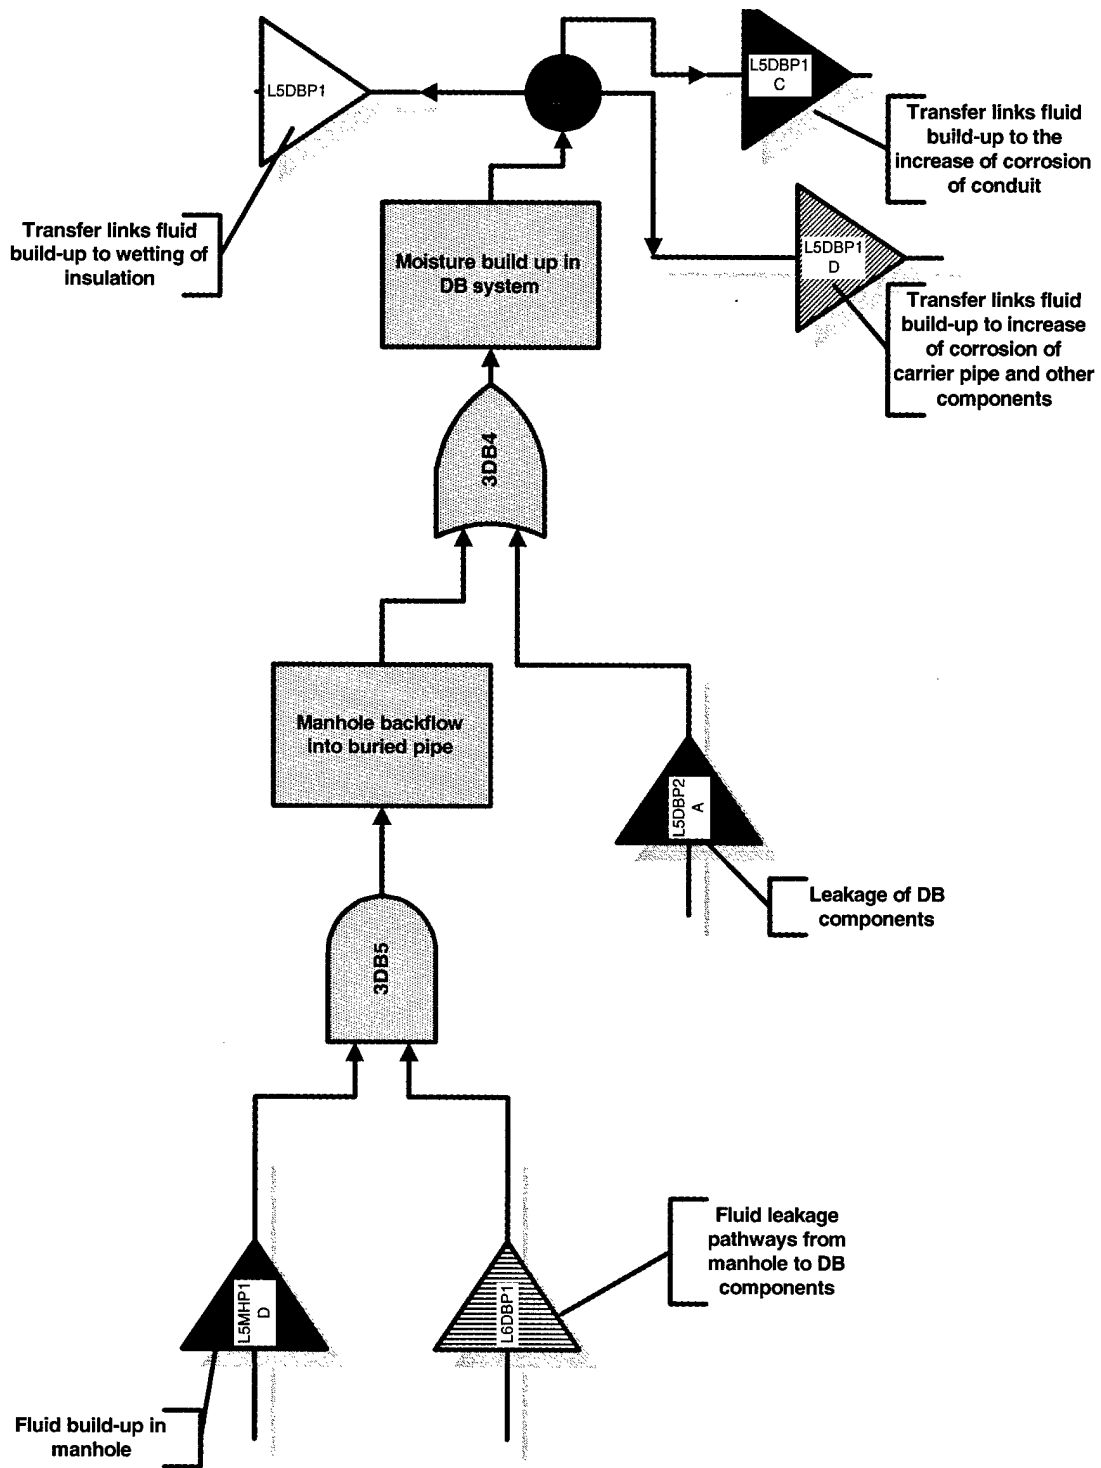 L5DBP1
L5DBP1
C
Transfer links fluid
build-up to the
increase of corrosion
of conduit
Transfer links fluid
build-up to wetting of
insulation
Moisture build up in
DB system
L5DBP1
D
Transfer links fluid
build-up to increase
of corrosion of
carrier pipe and other
components
3DB4
Manhole backflow
into buried pipe
L5DBP2
A
Leakage of DB
components
3DB5
L5MHP1
D
L6DBP1
Fluid leakage
pathways from
manhole to DB
components
Fluid build-up in
manhole